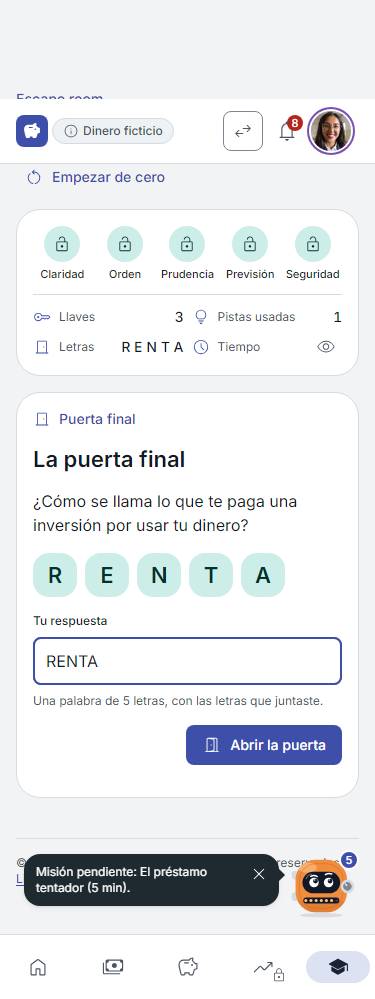 Escape room
Dinero ficticio
8
Empezar de cero
Claridad
Orden
Prudencia
Previsión
Seguridad
Llaves 3
Pistas usadas 1
Letras R E N T A
Tiempo
Puerta final
La puerta final
¿Cómo se llama lo que te paga una
inversión por usar tu dinero?
R E N T A
Tu respuesta
RENTA
Una palabra de 5 letras, con las letras que juntaste.
Abrir la puerta
©
5
Misión pendiente: El préstamo
tentador (5 min).